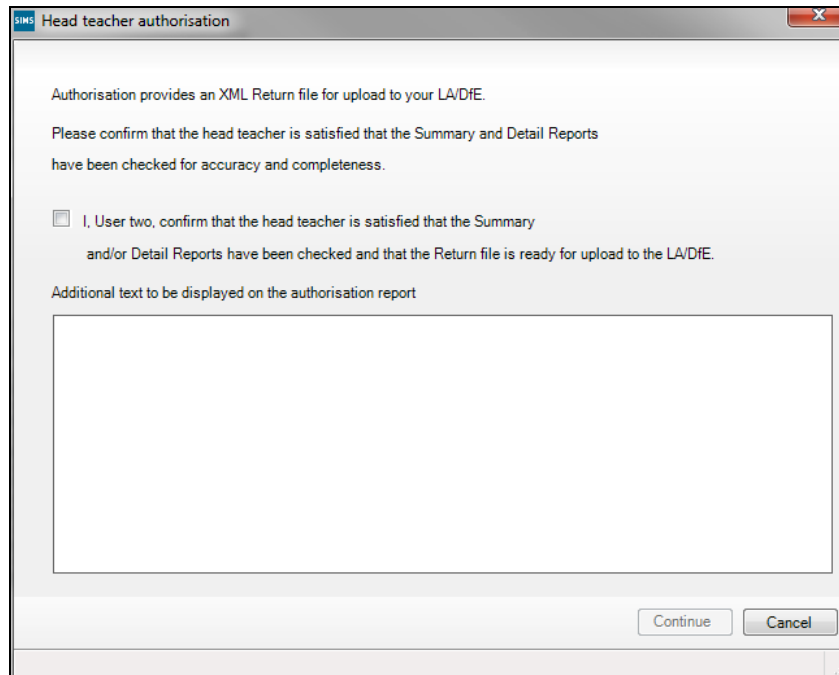 SIMS Head teacher authorisation
Authorisation provides an XML Return file for upload to your LA/DfE.
Please confirm that the head teacher is satisfied that the Summary and Detail Reports
have been checked for accuracy and completeness.
I, User two, confirm that the head teacher is satisfied that the Summary
and/or Detail Reports have been checked and that the Return file is ready for upload to the LA/DfE.
Additional text to be displayed on the authorisation report
Continue Cancel